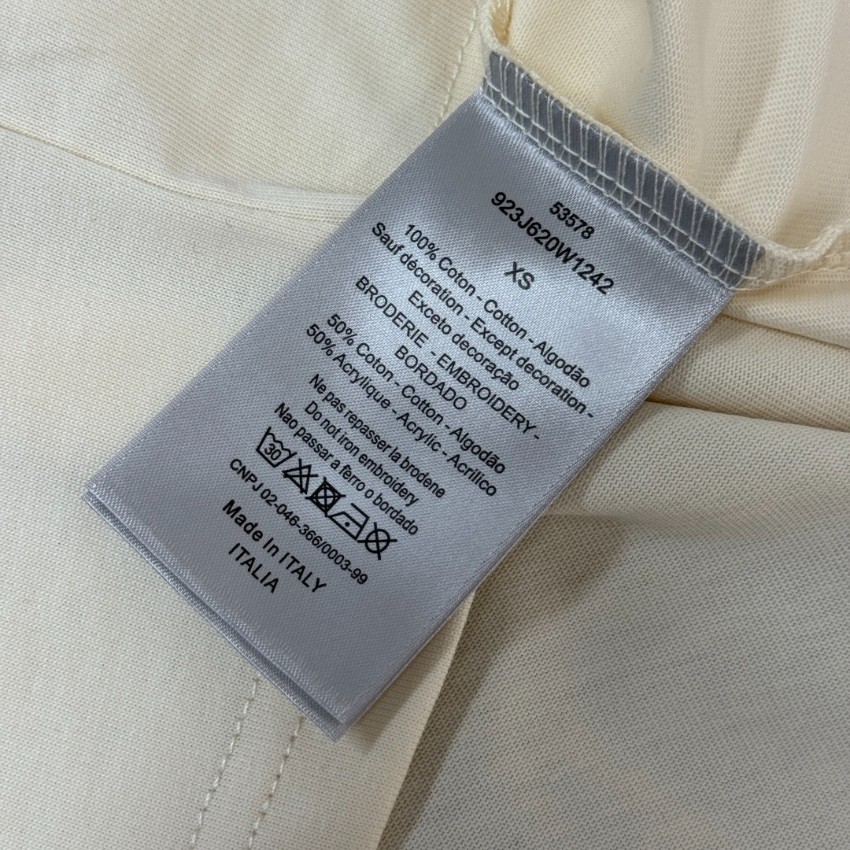 53578
923J620W1242
XS
100% Coton - Cotton - Algodão
Sauf décoration - Except decoration -
Exceto decoração
BRODERIE - EMBROIDERY -
BORDADO
50% Coton - Cotton - Algodão
50% Acrylique - Acrylic - Acrilico
Ne pas repasser la brodene
Do not iron embroidery
Nao passar a ferro o bordado
30
CNPJ 02-046-366/0003-99
Made In ITALY
ITALIA